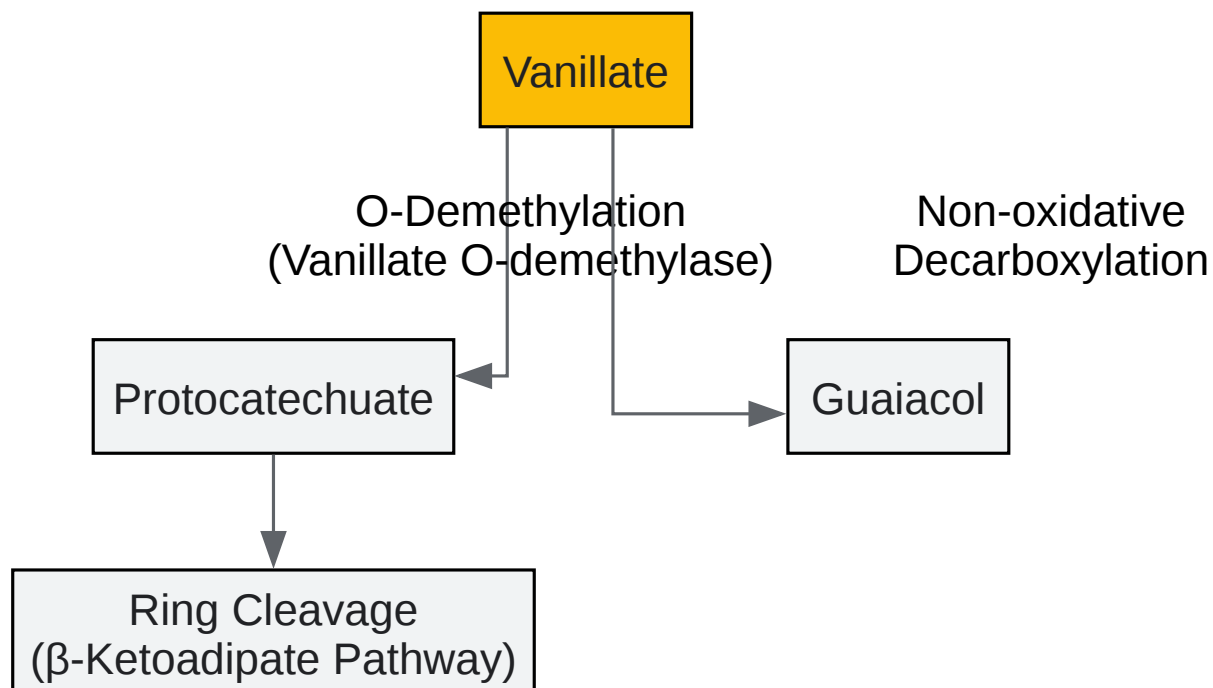 Vanillate
O-Demethylation
(Vanillate O-demethylase)
Non-oxidative
Decarboxylation
Protocatechuate
Guaiacol
Ring Cleavage
(β-Ketoadipate Pathway)